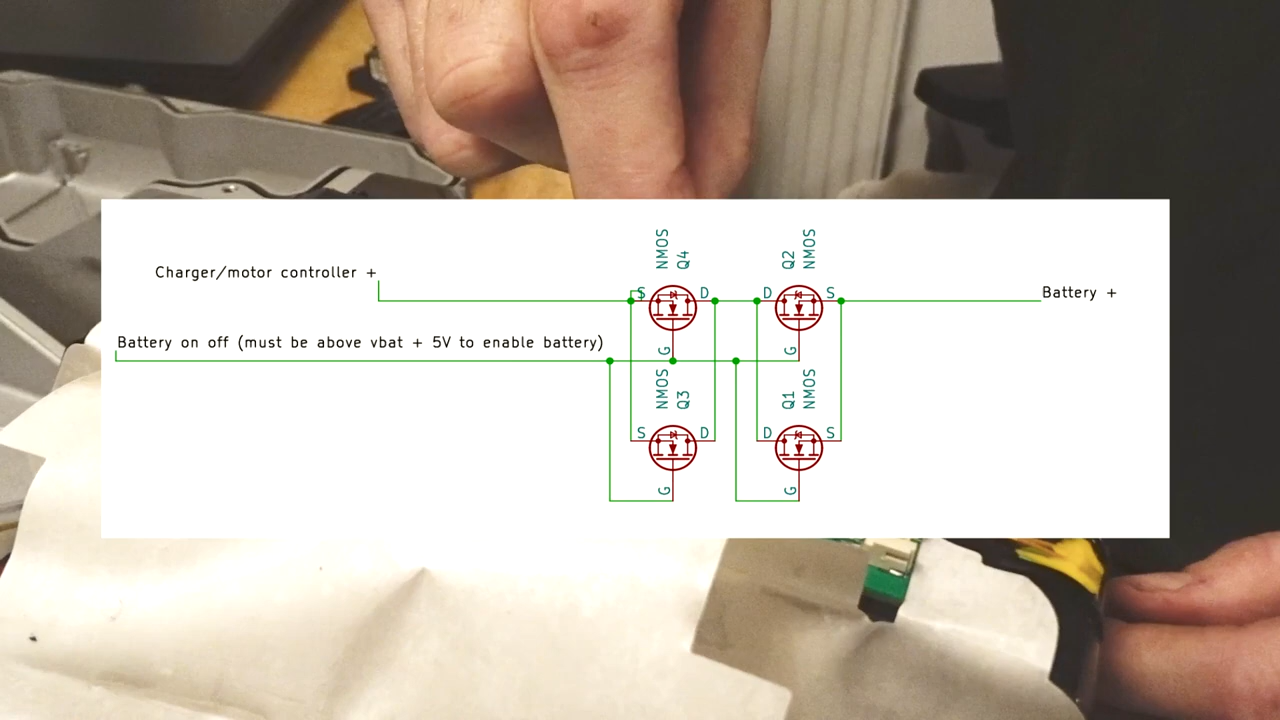 NMOS
Q4
Q2
NMOS
Charger/motor controller +
S
D
D
S
Battery +
Battery on off (must be above vbat + 5V to enable battery)
G
G
NMOS
Q3
Q1
NMOS
S
D
D
S
G
G